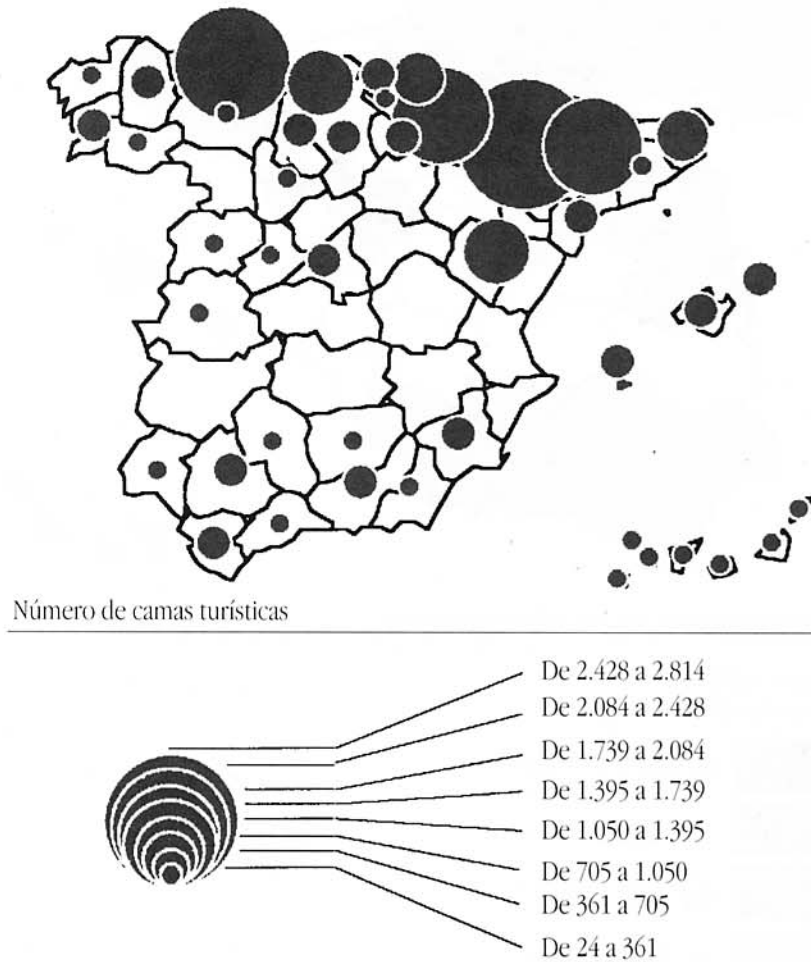 Número de camas turísticas
De 2.428 a 2.814
De 2.084 a 2.428
De 1.739 a 2.084
De 1.395 a 1.739
De 1.050 a 1.395
De 705 a 1.050
De 361 a 705
De 24 a 361